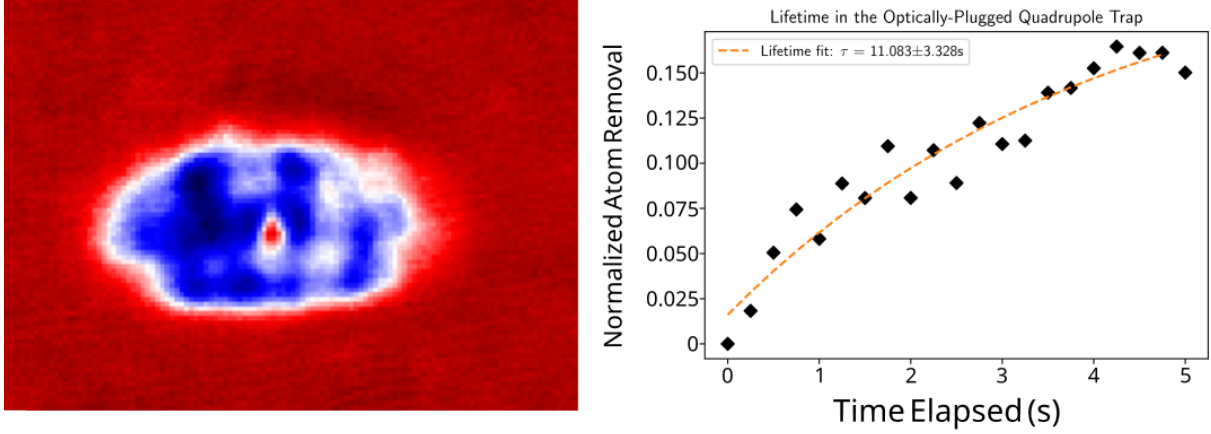 Lifetime in the Optically-Plugged Quadrupole Trap
Lifetime fit: τ = 11.083±3.328s
Normalized Atom Removal
0.150
0.125
0.100
0.075
0.050
0.025
0
0 1 2 3 4 5
Time Elapsed (s)